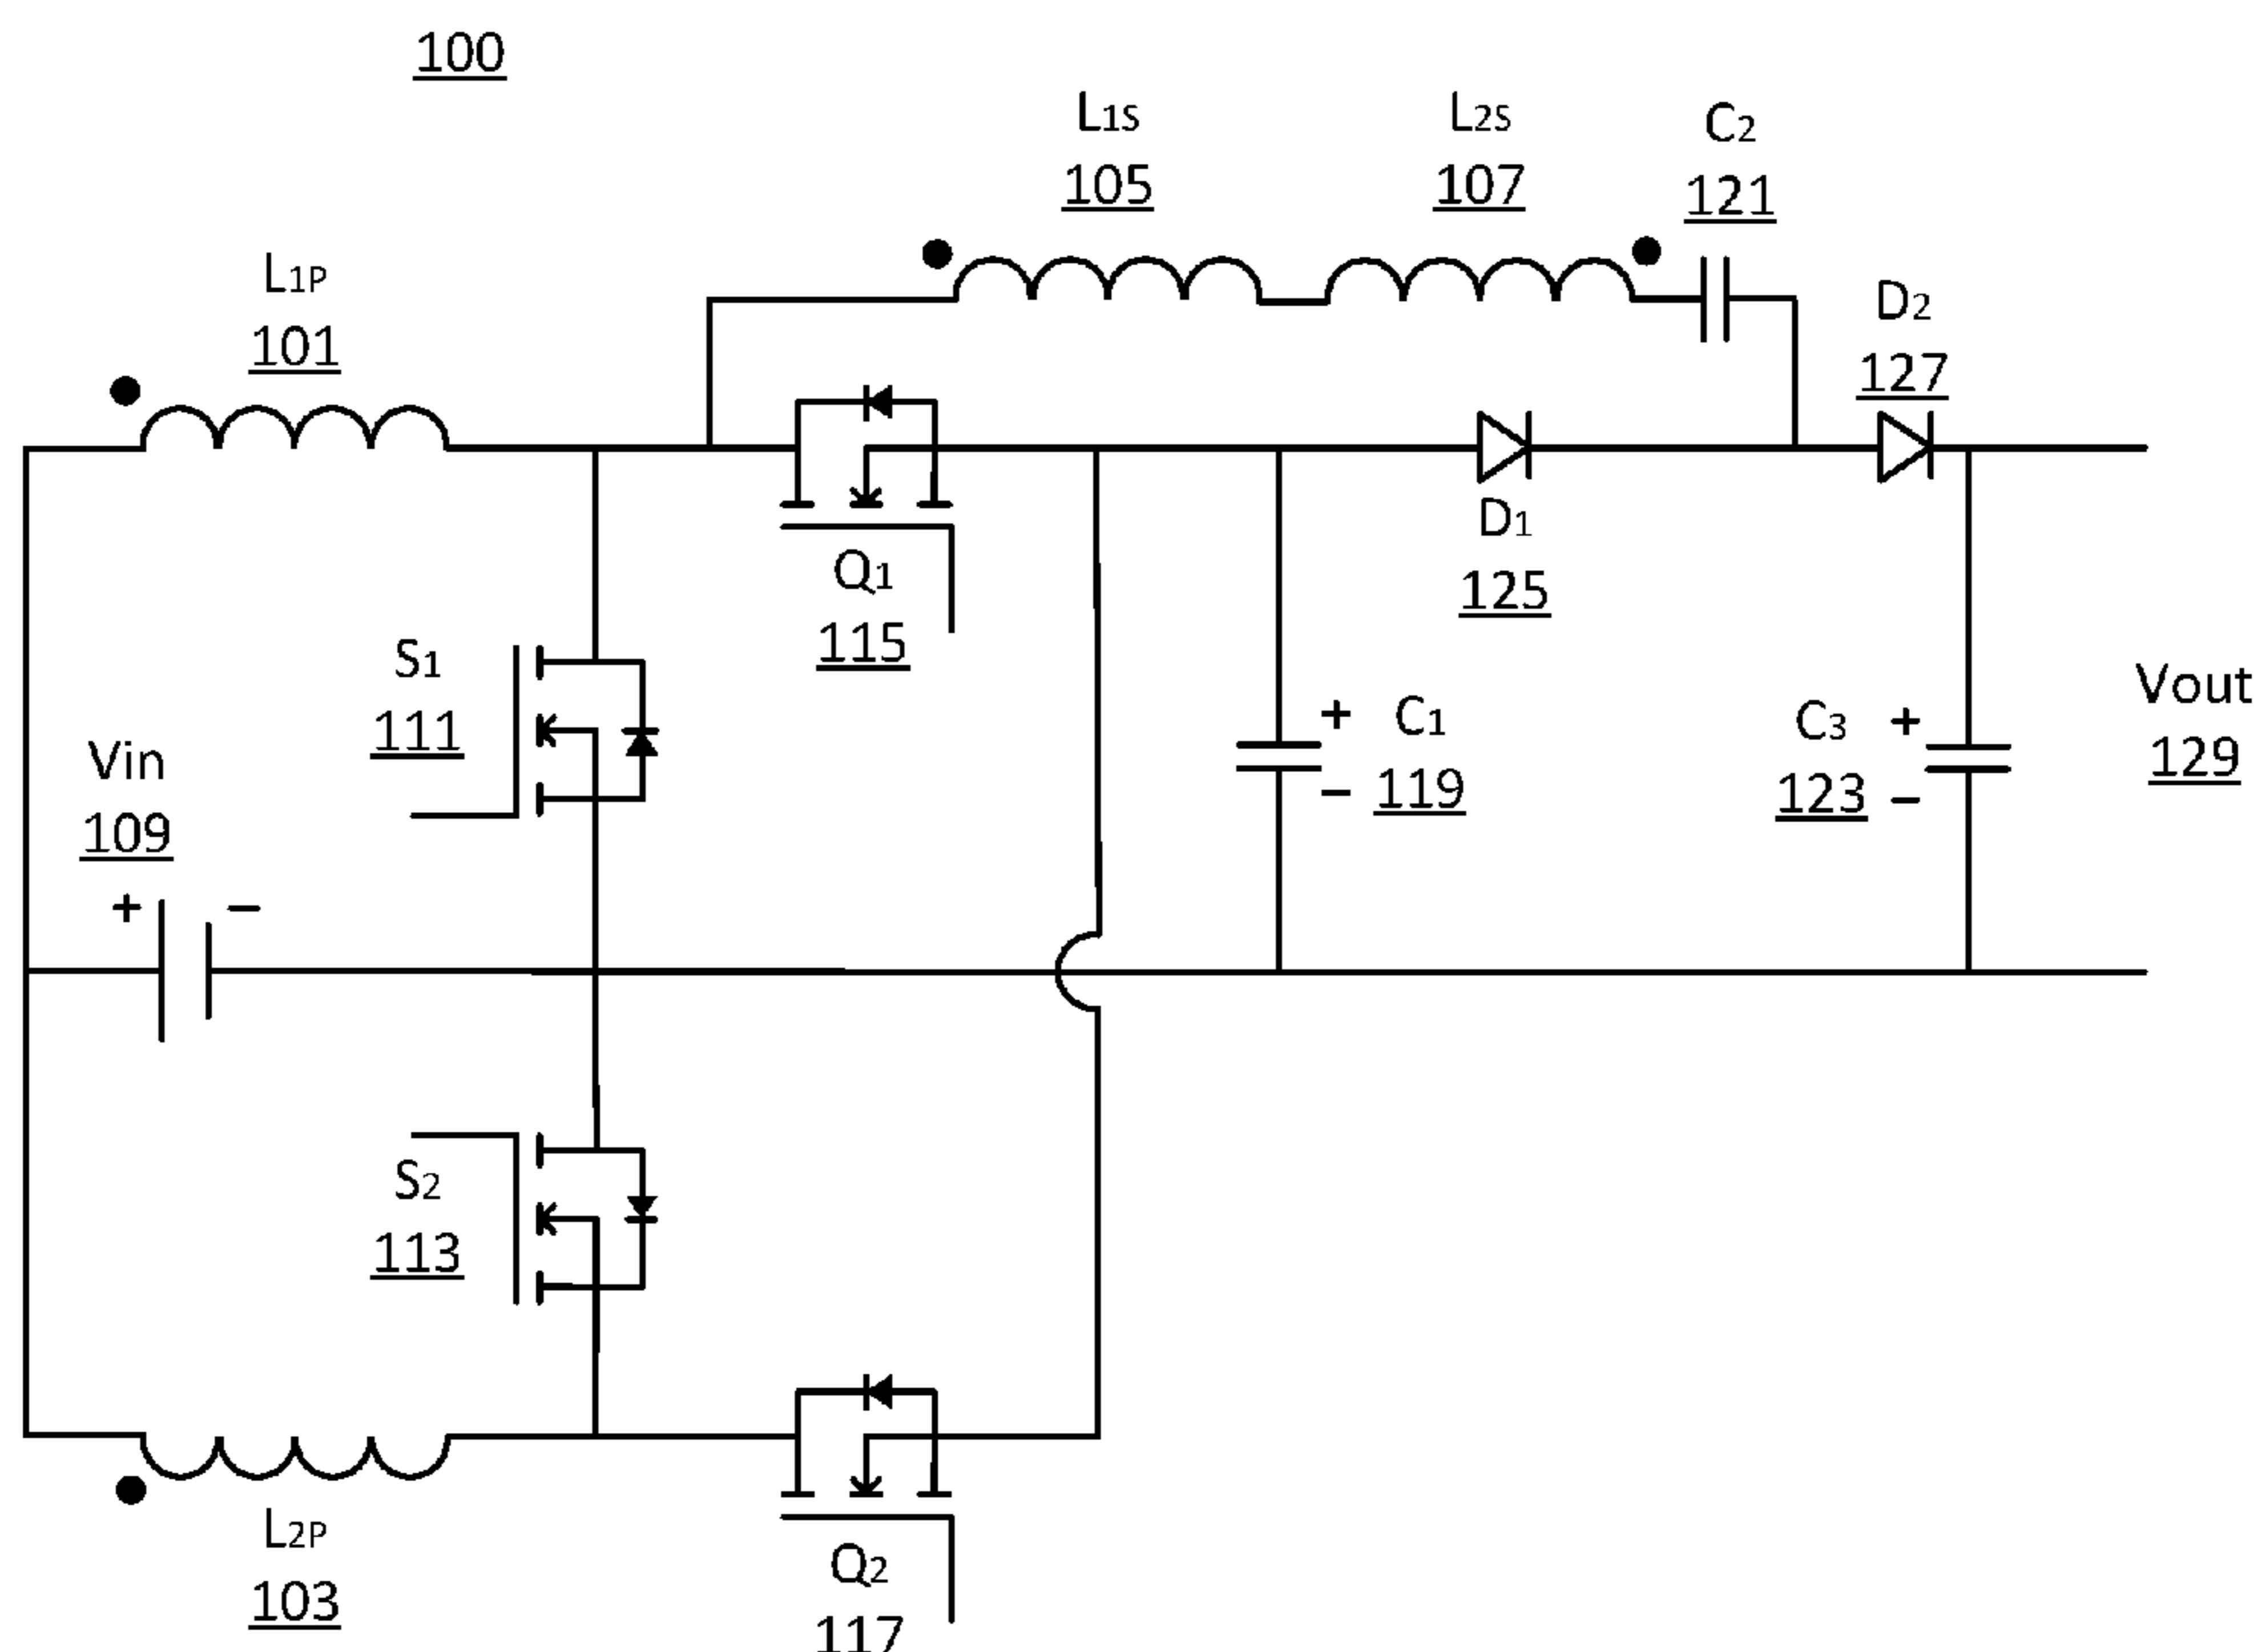 100
L1S
105
L2S
107
C2
121
L1P
101
D2
127
D1
125
Q1
115
S1
111
Vin
109
+ −
+ C1
− 119
C3 +
123 −
Vout
129
S2
113
L2P
103
Q2
117